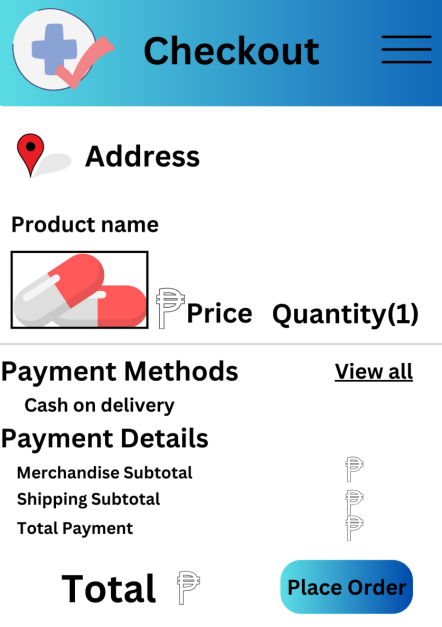 Checkout
Address
Product name
₱Price Quantity(1)
Payment Methods View all
Cash on delivery
Payment Details
Merchandise Subtotal ₱
Shipping Subtotal ₱
Total Payment ₱
Total ₱ Place Order